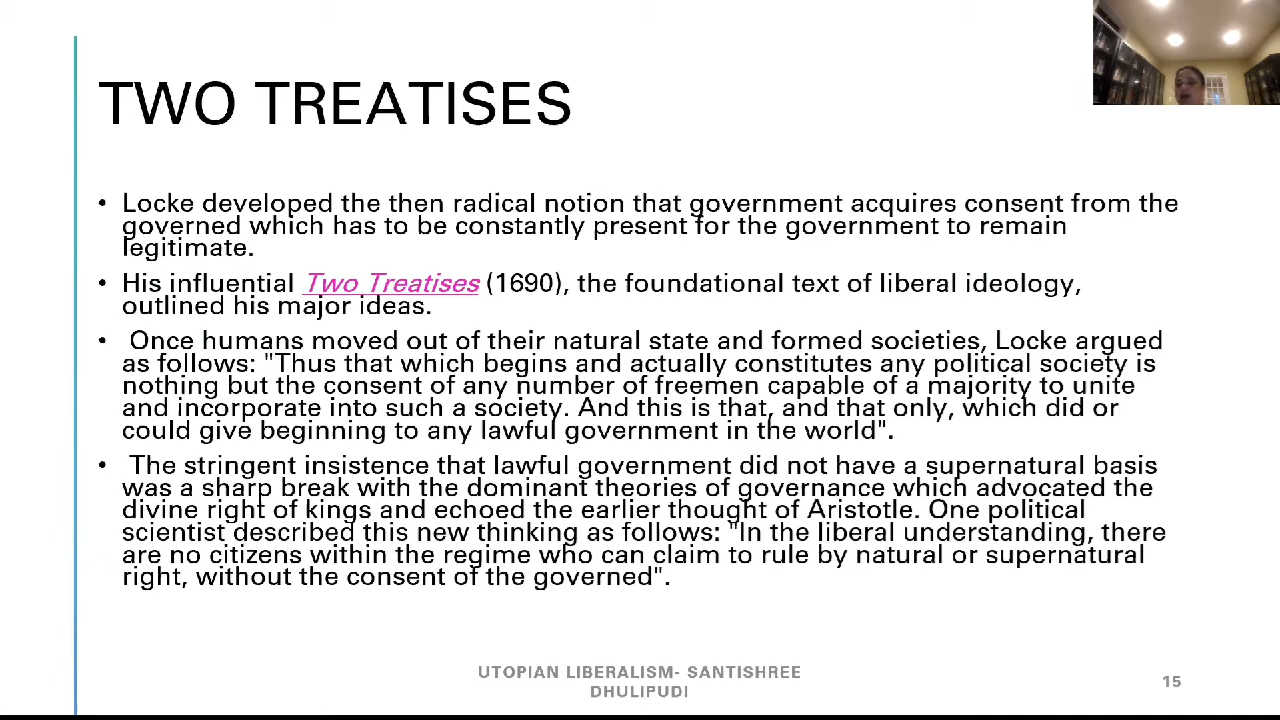 TWO TREATISES
• Locke developed the then radical notion that government acquires consent from the
governed which has to be constantly present for the government to remain
legitimate.
• His influential Two Treatises (1690), the foundational text of liberal ideology,
outlined his major ideas.
• Once humans moved out of their natural state and formed societies, Locke argued
as follows: "Thus that which begins and actually constitutes any political society is
nothing but the consent of any number of freemen capable of a majority to unite
and incorporate into such a society. And this is that, and that only, which did or
could give beginning to any lawful government in the world".
• The stringent insistence that lawful government did not have a supernatural basis
was a sharp break with the dominant theories of governance which advocated the
divine right of kings and echoed the earlier thought of Aristotle. One political
scientist described this new thinking as follows: "In the liberal understanding, there
are no citizens within the regime who can claim to rule by natural or supernatural
right, without the consent of the governed".
UTOPIAN LIBERALISM- SANTISHREE
DHULIPUDI
15